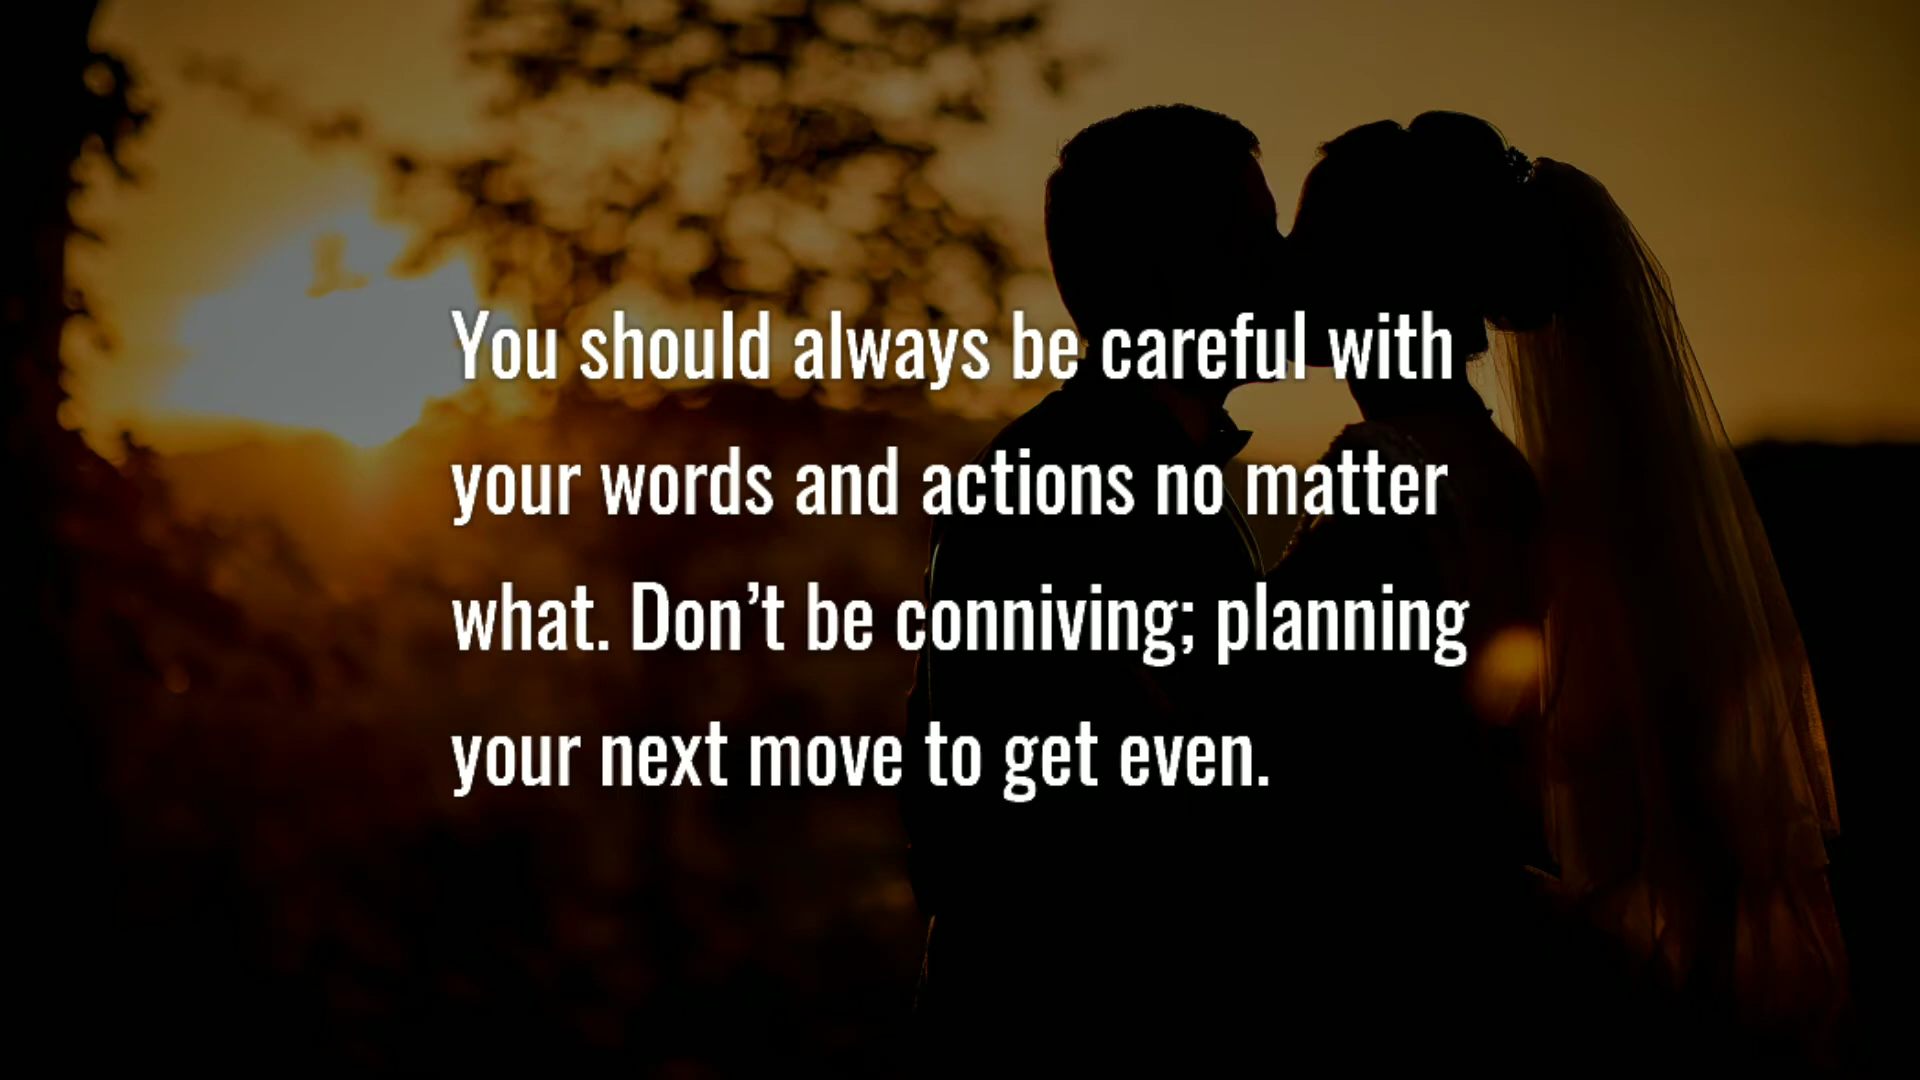 You should always be careful with
your words and actions no matter
what. Don’t be conniving; planning
your next move to get even.